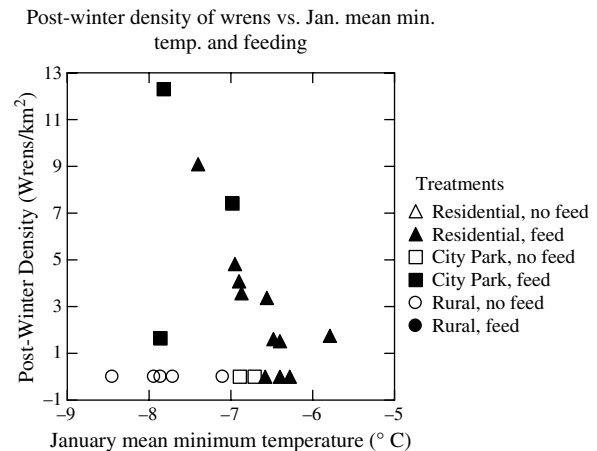 Post-winter density of wrens vs. Jan. mean min.
temp. and feeding
Post-Winter Density (Wrens/km²)
13
11
9
7
5
3
1
–1
–9
–8
–7
–6
–5
January mean minimum temperature (° C)
Treatments
Residential, no feed
Residential, feed
City Park, no feed
City Park, feed
Rural, no feed
Rural, feed